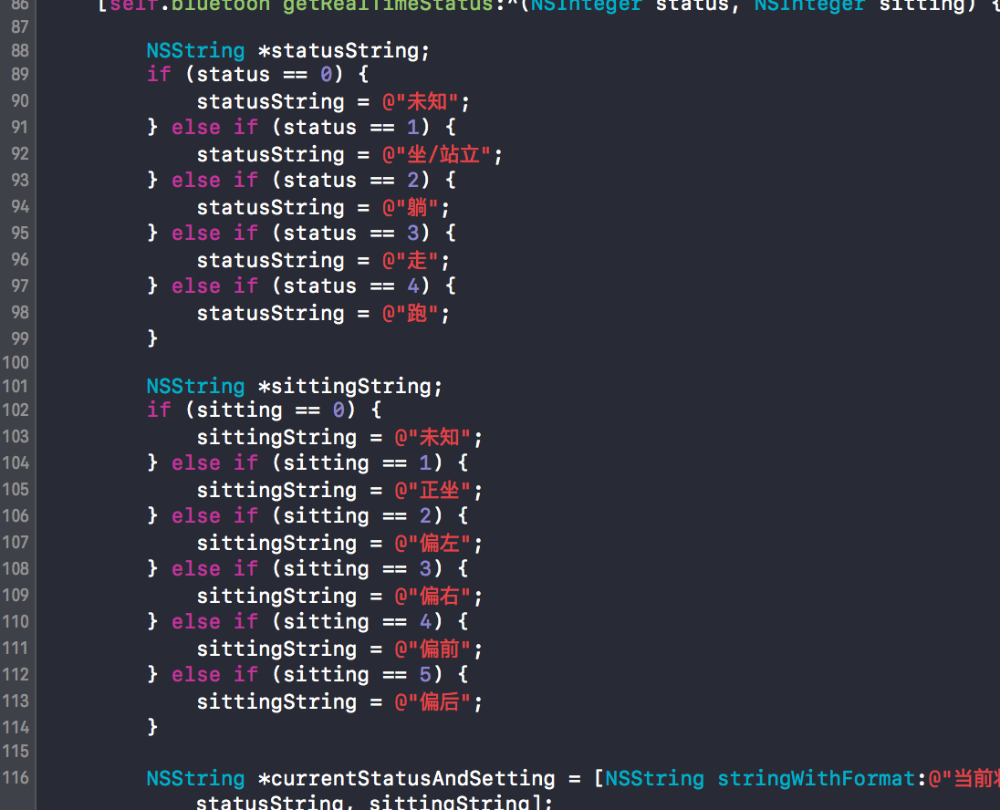 86 [self.bluetooh getRealTimeStatus:^(NSInteger status, NSInteger sitting) {
87
88 NSString *statusString;
89 if (status == 0) {
90 statusString = @"未知";
91 } else if (status == 1) {
92 statusString = @"坐/站立";
93 } else if (status == 2) {
94 statusString = @"躺";
95 } else if (status == 3) {
96 statusString = @"走";
97 } else if (status == 4) {
98 statusString = @"跑";
99 }
100
101 NSString *sittingString;
102 if (sitting == 0) {
103 sittingString = @"未知";
104 } else if (sitting == 1) {
105 sittingString = @"正坐";
106 } else if (sitting == 2) {
107 sittingString = @"偏左";
108 } else if (sitting == 3) {
109 sittingString = @"偏右";
110 } else if (sitting == 4) {
111 sittingString = @"偏前";
112 } else if (sitting == 5) {
113 sittingString = @"偏后";
114 }
115
116 NSString *currentStatusAndSetting = [NSString stringWithFormat:@"当前
statusString, sittingString];